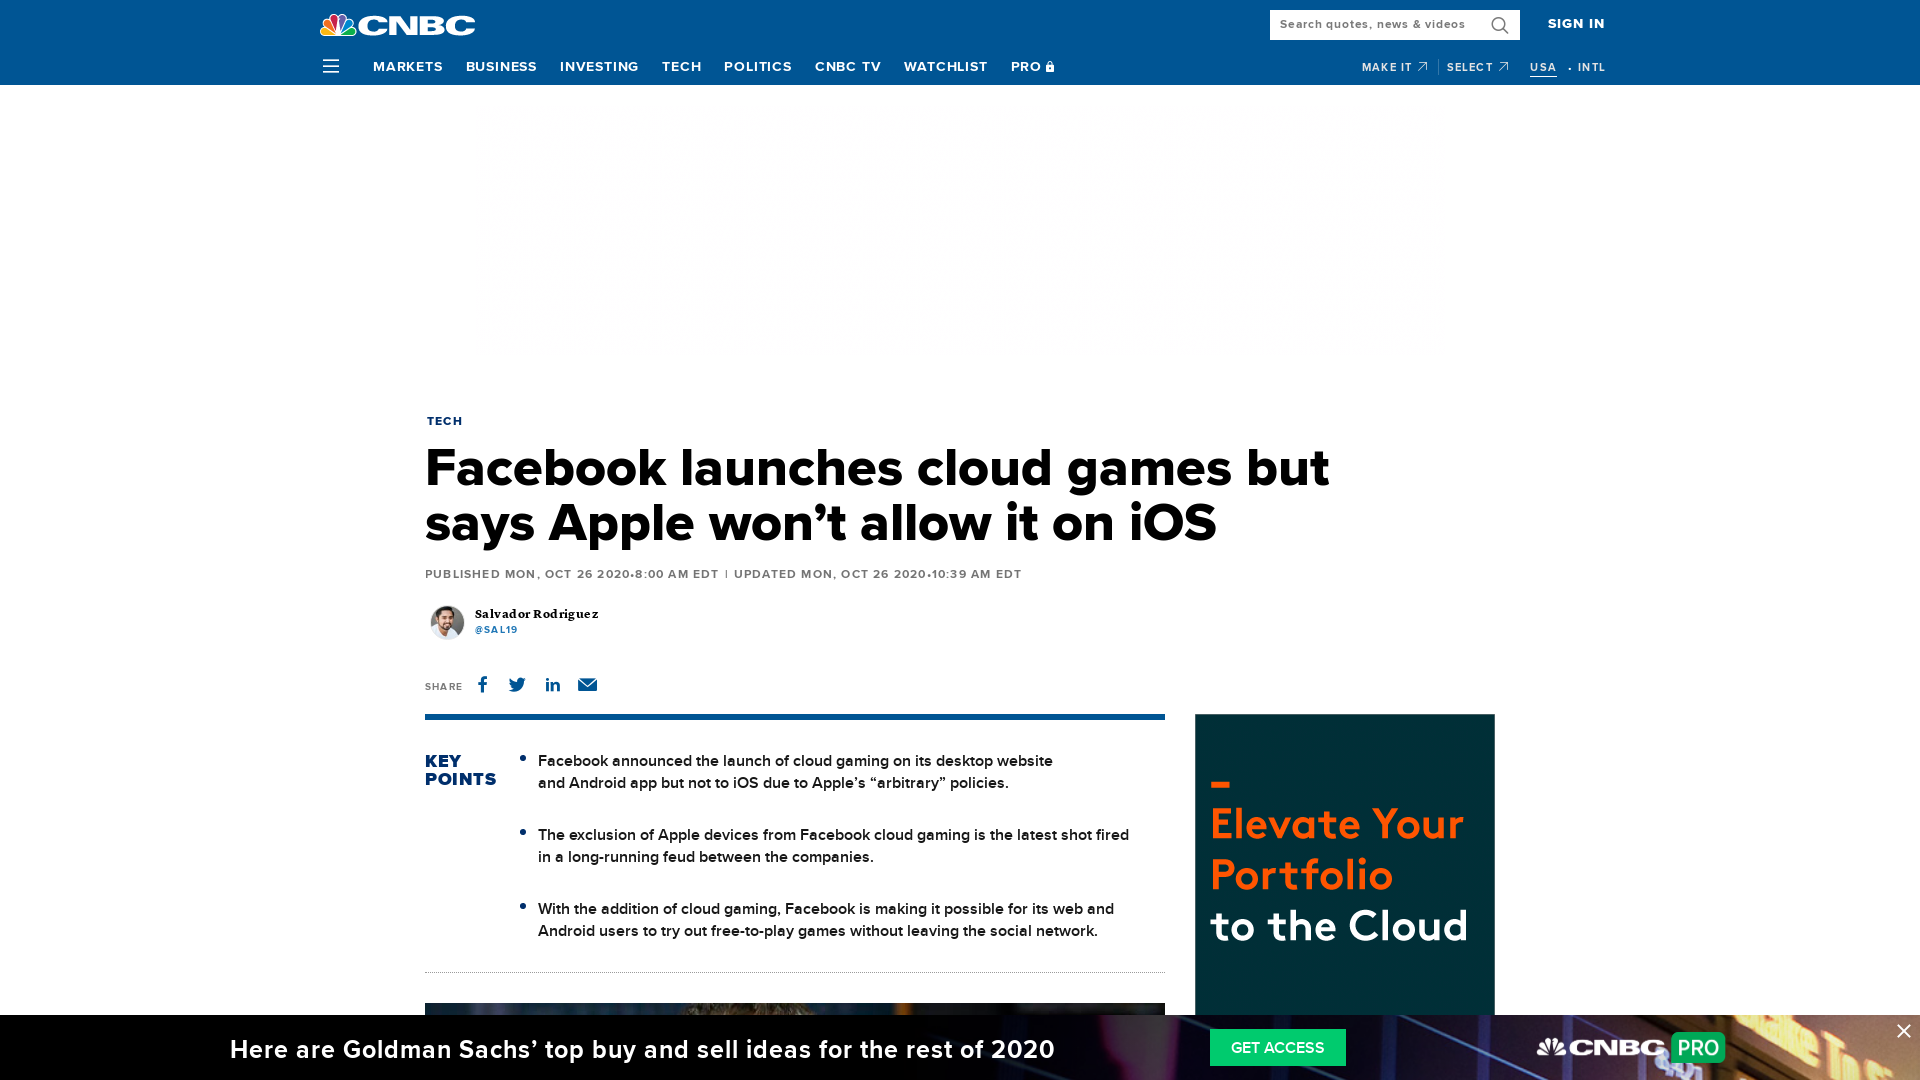 CNBC
Search quotes, news & videos
SIGN IN
MARKETS BUSINESS INVESTING TECH POLITICS CNBC TV WATCHLIST PRO
MAKE IT SELECT USA • INTL
TECH
Facebook launches cloud games but
says Apple won’t allow it on iOS
PUBLISHED MON, OCT 26 2020•8:00 AM EDT | UPDATED MON, OCT 26 2020•10:39 AM EDT
Salvador Rodriguez
@SAL19
SHARE
KEY
POINTS
Facebook announced the launch of cloud gaming on its desktop website
and Android app but not to iOS due to Apple’s “arbitrary” policies.
The exclusion of Apple devices from Facebook cloud gaming is the latest shot fired
in a long-running feud between the companies.
With the addition of cloud gaming, Facebook is making it possible for its web and
Android users to try out free-to-play games without leaving the social network.
Elevate Your
Portfolio
to the Cloud
Here are Goldman Sachs’ top buy and sell ideas for the rest of 2020
GET ACCESS
CNBC PRO